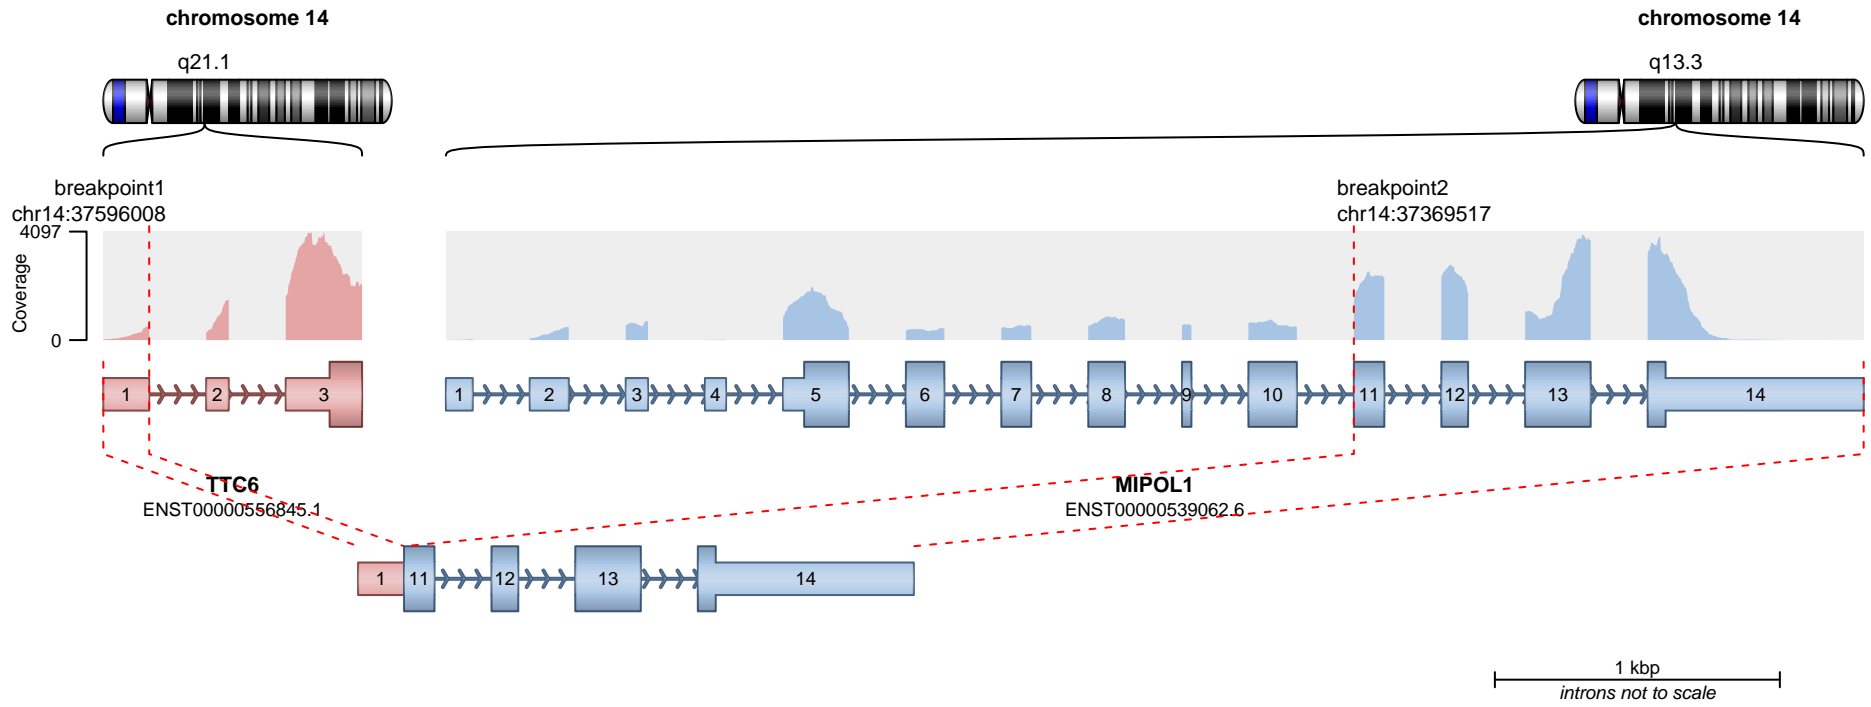 chromosome 14
chromosome 14
q21.1
q13.3
breakpoint1
chr14:37596008
breakpoint2
chr14:37369517
4097
Coverage
0
1
2
3
1
2
3
4
5
6
7
8
9
10
11
12
13
14
TTC6
ENST00000556845.1
MIPOL1
ENST00000539062.6
1
11
12
13
14
1 kbp
introns not to scale